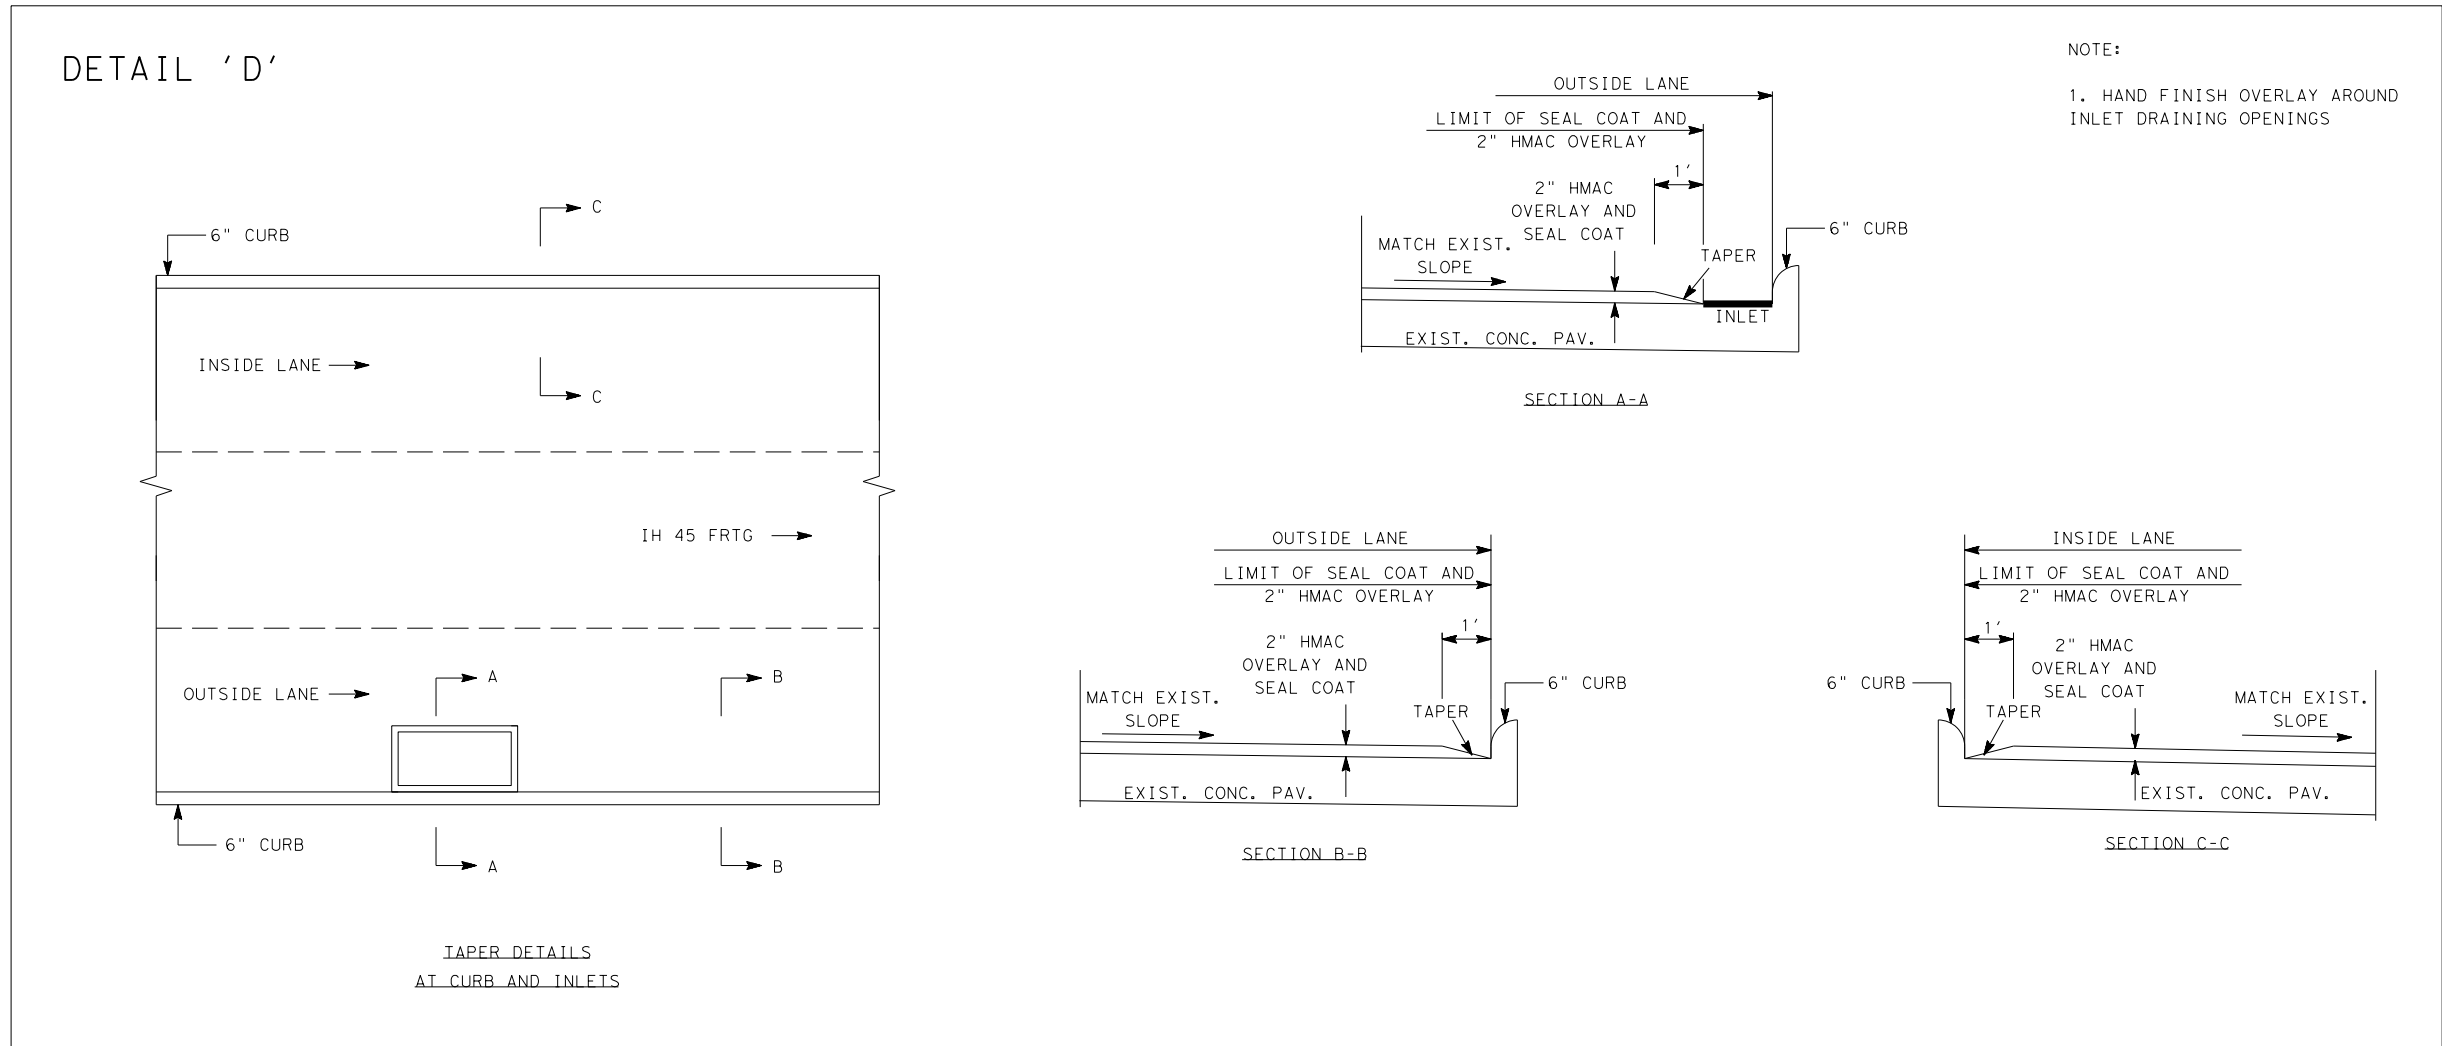 DETAIL 'D'
6" CURB
C
INSIDE LANE
C
IH 45 FRTG
OUTSIDE LANE
A
B
6" CURB
A
B
TAPER DETAILS
AT CURB AND INLETS
OUTSIDE LANE
LIMIT OF SEAL COAT AND
2" HMAC OVERLAY
1'
2" HMAC
OVERLAY AND
SEAL COAT
MATCH EXIST.
SLOPE
TAPER
6" CURB
INLET
EXIST. CONC. PAV.
SECTION A-A
NOTE:
1. HAND FINISH OVERLAY AROUND
INLET DRAINING OPENINGS
OUTSIDE LANE
LIMIT OF SEAL COAT AND
2" HMAC OVERLAY
1'
2" HMAC
OVERLAY AND
SEAL COAT
MATCH EXIST.
SLOPE
TAPER
6" CURB
EXIST. CONC. PAV.
SECTION B-B
INSIDE LANE
LIMIT OF SEAL COAT AND
2" HMAC OVERLAY
1'
2" HMAC
OVERLAY AND
SEAL COAT
6" CURB
TAPER
MATCH EXIST.
SLOPE
EXIST. CONC. PAV.
SECTION C-C